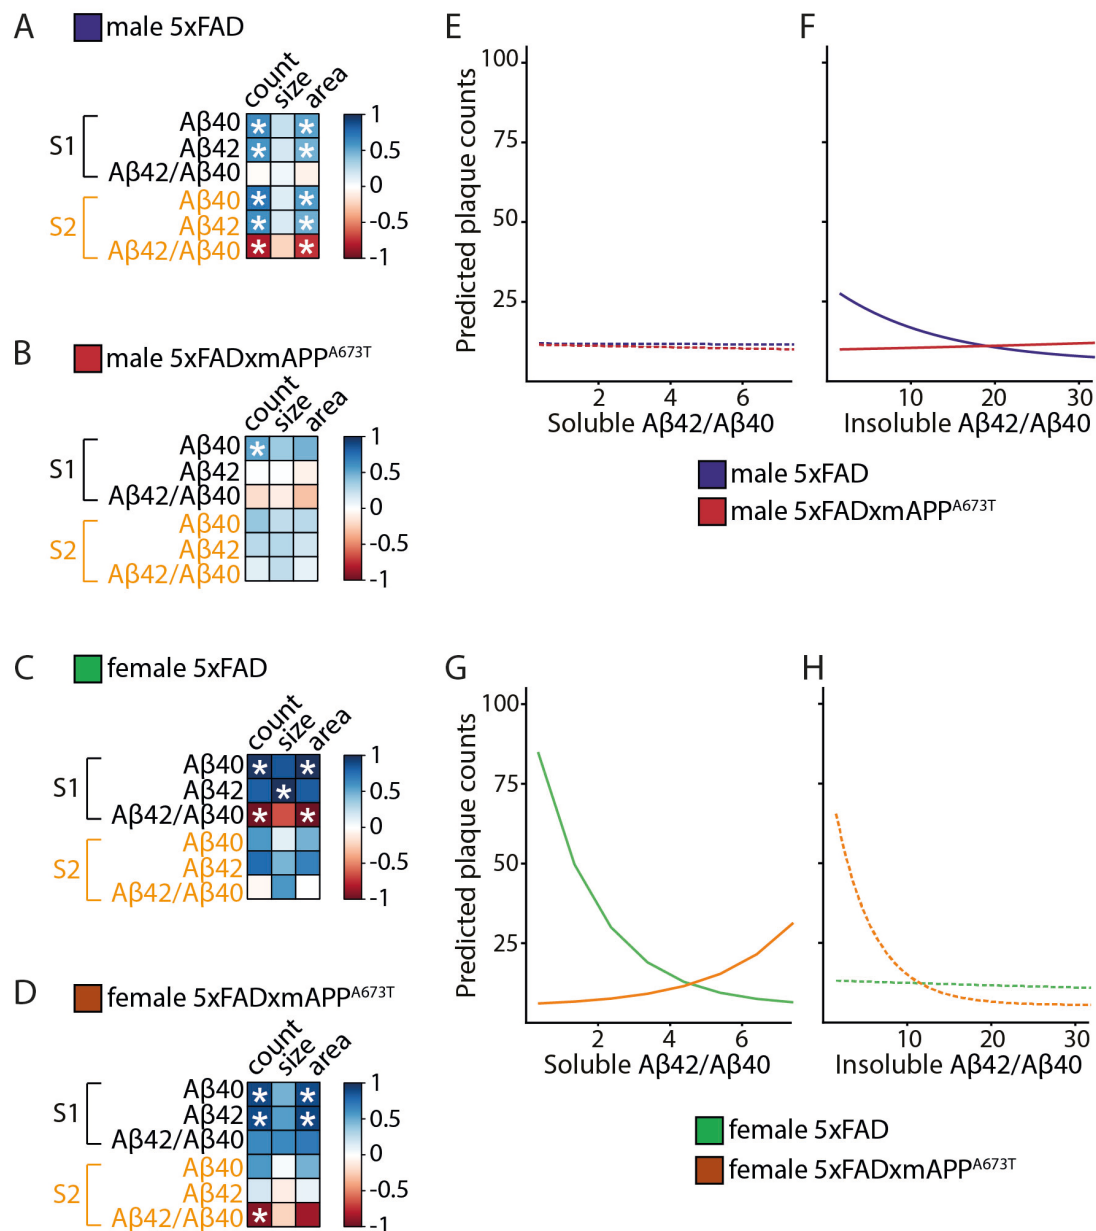 A
male 5xFAD
count
size
area
S1
Aβ40
Aβ42
Aβ42/Aβ40
S2
Aβ40
Aβ42
Aβ42/Aβ40
1
0.5
0
-0.5
-1
* *
* *
* *
* *
* *
B
male 5xFADxmAPPᴬ⁶⁷³ᵀ
count
size
area
S1
Aβ40
Aβ42
Aβ42/Aβ40
S2
Aβ40
Aβ42
Aβ42/Aβ40
1
0.5
0
-0.5
-1
*
E
Predicted plaque counts
100
75
50
25
2 4 6
Soluble Aβ42/Aβ40
F
10 20 30
Insoluble Aβ42/Aβ40
male 5xFAD
male 5xFADxmAPPᴬ⁶⁷³ᵀ
C
female 5xFAD
count
size
area
S1
Aβ40
Aβ42
Aβ42/Aβ40
S2
Aβ40
Aβ42
Aβ42/Aβ40
1
0.5
0
-0.5
-1
* *
*
* *
D
female 5xFADxmAPPᴬ⁶⁷³ᵀ
count
size
area
S1
Aβ40
Aβ42
Aβ42/Aβ40
S2
Aβ40
Aβ42
Aβ42/Aβ40
1
0.5
0
-0.5
-1
* *
* *
*
G
Predicted plaque counts
100
75
50
25
2 4 6
Soluble Aβ42/Aβ40
H
10 20 30
Insoluble Aβ42/Aβ40
female 5xFAD
female 5xFADxmAPPᴬ⁶⁷³ᵀ